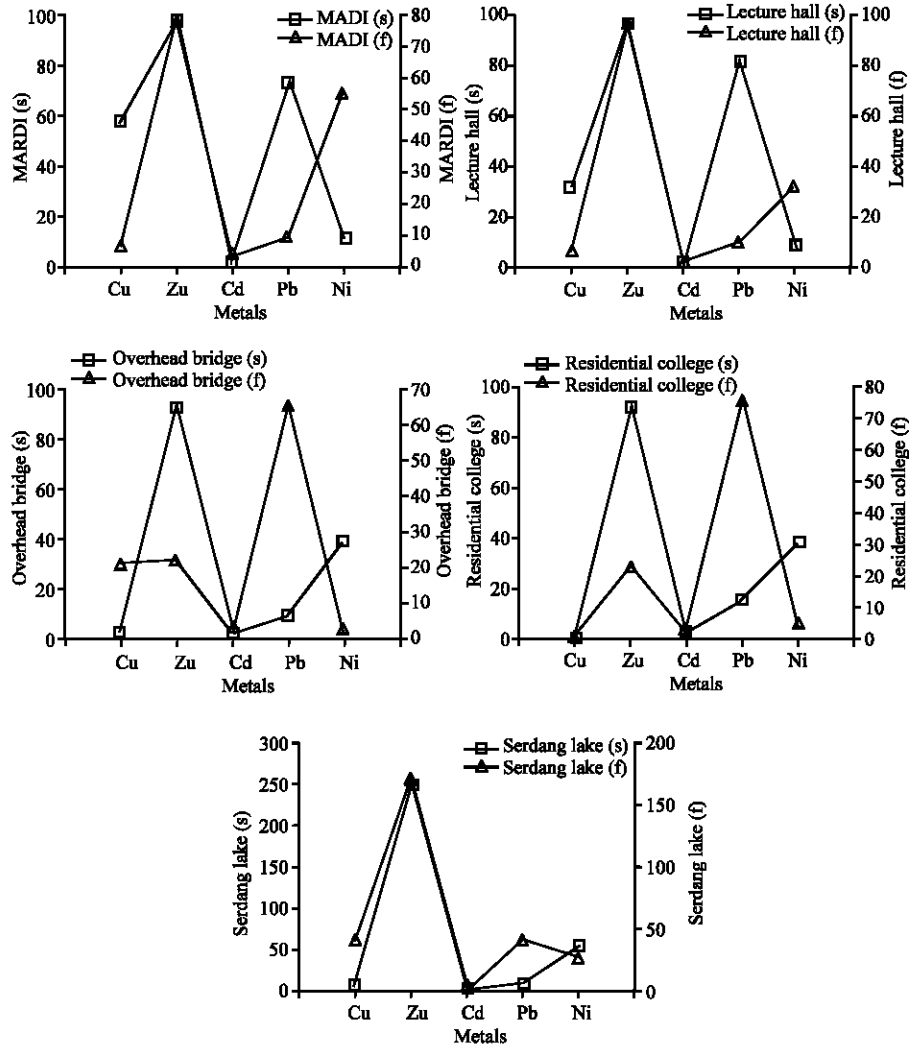 MADI (s)
MADI (f)
MARDI (s)
100
80
60
40
20
0
80
70
60
50
40
30
20
10
0
MARDI (f)
Cu Zu Cd Pb Ni
Metals
Lecture hall (s)
Lecture hall (f)
Lecture hall (s)
100
80
60
40
20
0
100
80
60
40
20
0
Lecture hall (f)
Cu Zu Cd Pb Ni
Metals
Overhead bridge (s)
Overhead bridge (f)
Overhead bridge (s)
100
80
60
40
20
0
70
60
50
40
30
20
10
0
Overhead bridge (f)
Cu Zu Cd Pb Ni
Metals
Residential college (s)
Residential college (f)
Residential college (s)
100
80
60
40
20
0
80
70
60
50
40
30
20
10
0
Residential college (f)
Cu Zu Cd Pb Ni
Metals
Serdang lake (s)
Serdang lake (f)
Serdang lake (s)
300
250
200
150
100
50
0
200
150
100
50
0
Serdang lake (f)
Cu Zu Cd Pb Ni
Metals